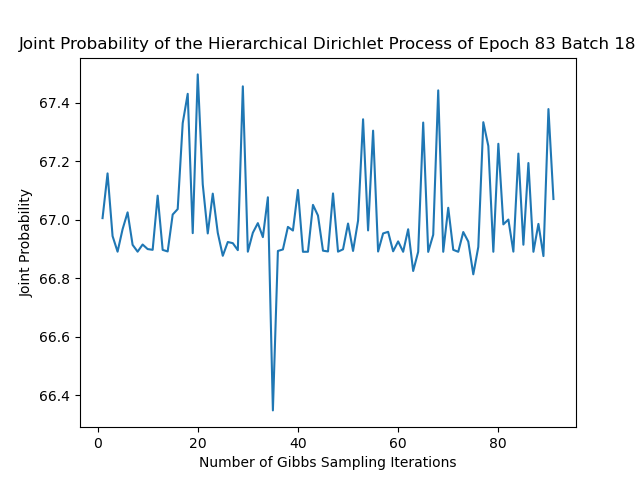 Joint Probability of the Hierarchical Dirichlet Process of Epoch 83 Batch 18
67.4
67.2
67.0
66.8
66.6
66.4
Joint Probability
0 20 40 60 80
Number of Gibbs Sampling Iterations